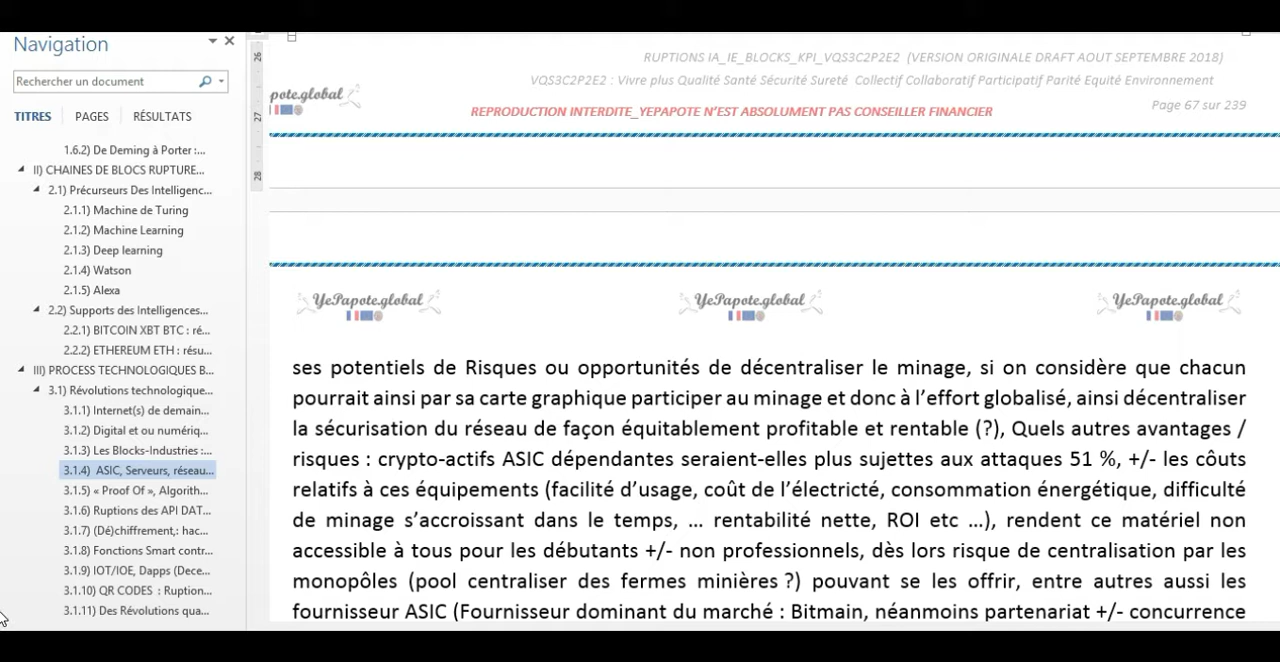 Navigation
Rechercher un document
TITRES PAGES RÉSULTATS
1.6.2) De Deming à Porter :...
II) CHAINES DE BLOCS RUPTURE...
2.1) Précurseurs Des Intelligenc...
2.1.1) Machine de Turing
2.1.2) Machine Learning
2.1.3) Deep learning
2.1.4) Watson
2.1.5) Alexa
2.2) Supports des Intelligences...
2.2.1) BITCOIN XBT BTC : ré...
2.2.2) ETHEREUM ETH : résu...
III) PROCESS TECHNOLOGIQUES B...
3.1) Révolutions technologique...
3.1.1) Internet(s) de demain...
3.1.2) Digital et ou numériq...
3.1.3) Les Blocks-Industries :...
3.1.4) ASIC, Serveurs, réseau...
3.1.5) « Proof Of », Algorith...
3.1.6) Ruptions des API DAT...
3.1.7) (Dé)chiffrement,: hac...
3.1.8) Fonctions Smart contr...
3.1.9) IOT/IOE, Dapps (Dece...
3.1.10) QR CODES : Ruption...
3.1.11) Des Révolutions qua...
26
27
28
RUPTIONS IA_IE_BLOCKS_KPI_VQS3C2P2E2 (VERSION ORIGINALE DRAFT AOUT SEPTEMBRE 2018)
VQS3C2P2E2 : Vivre plus Qualité Santé Sécurité Sureté Collectif Collaboratif Participatif Parité Equité Environnement
pote.global
Page 67 sur 239
REPRODUCTION INTERDITE_YEPAPOTE N'EST ABSOLUMENT PAS CONSEILLER FINANCIER
YePapote.global YePapote.global YePapote.global
ses potentiels de Risques ou opportunités de décentraliser le minage, si on considère que chacun
pourrait ainsi par sa carte graphique participer au minage et donc à l'effort globalisé, ainsi décentraliser
la sécurisation du réseau de façon équitablement profitable et rentable (?), Quels autres avantages /
risques : crypto-actifs ASIC dépendantes seraient-elles plus sujettes aux attaques 51 %, +/- les côuts
relatifs à ces équipements (facilité d'usage, coût de l'électricité, consommation énergétique, difficulté
de minage s'accroissant dans le temps, ... rentabilité nette, ROI etc ...), rendent ce matériel non
accessible à tous pour les débutants +/- non professionnels, dès lors risque de centralisation par les
monopôles (pool centraliser des fermes minières ?) pouvant se les offrir, entre autres aussi les
fournisseur ASIC (Fournisseur dominant du marché : Bitmain, néanmoins partenariat +/- concurrence